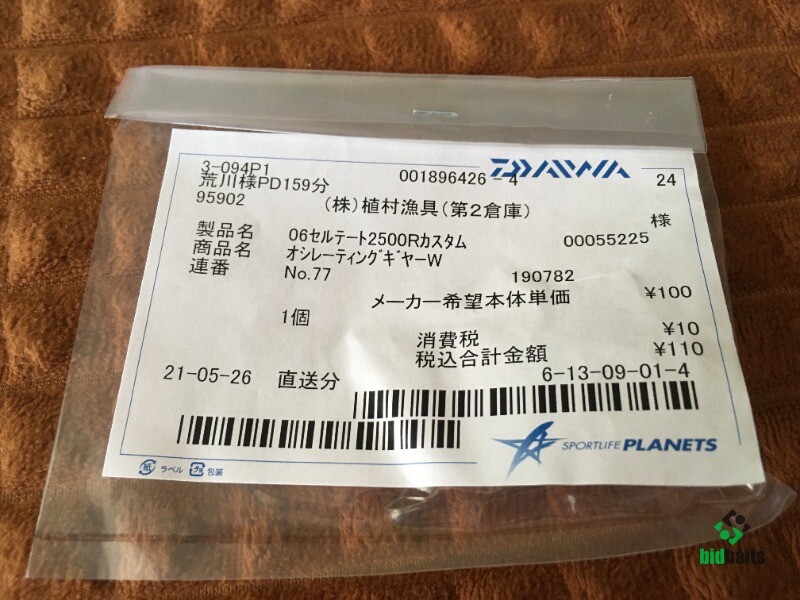 3-094P1
荒川様PD159分
001896426-4
DAIWA
24
95902
(株)植村漁具(第2倉庫)
様
製品名 06セルテート2500Rカスタム 00055225
商品名 オシレーティングギヤーW
連番 No.77 190782
メーカー希望本体単価 ¥100
1個
消費税 ¥10
税込合計金額 ¥110
21-05-26 直送分 6-13-09-01-4
SPORTLIFE PLANETS
紙 ラベル プラ 包装
bidbaits